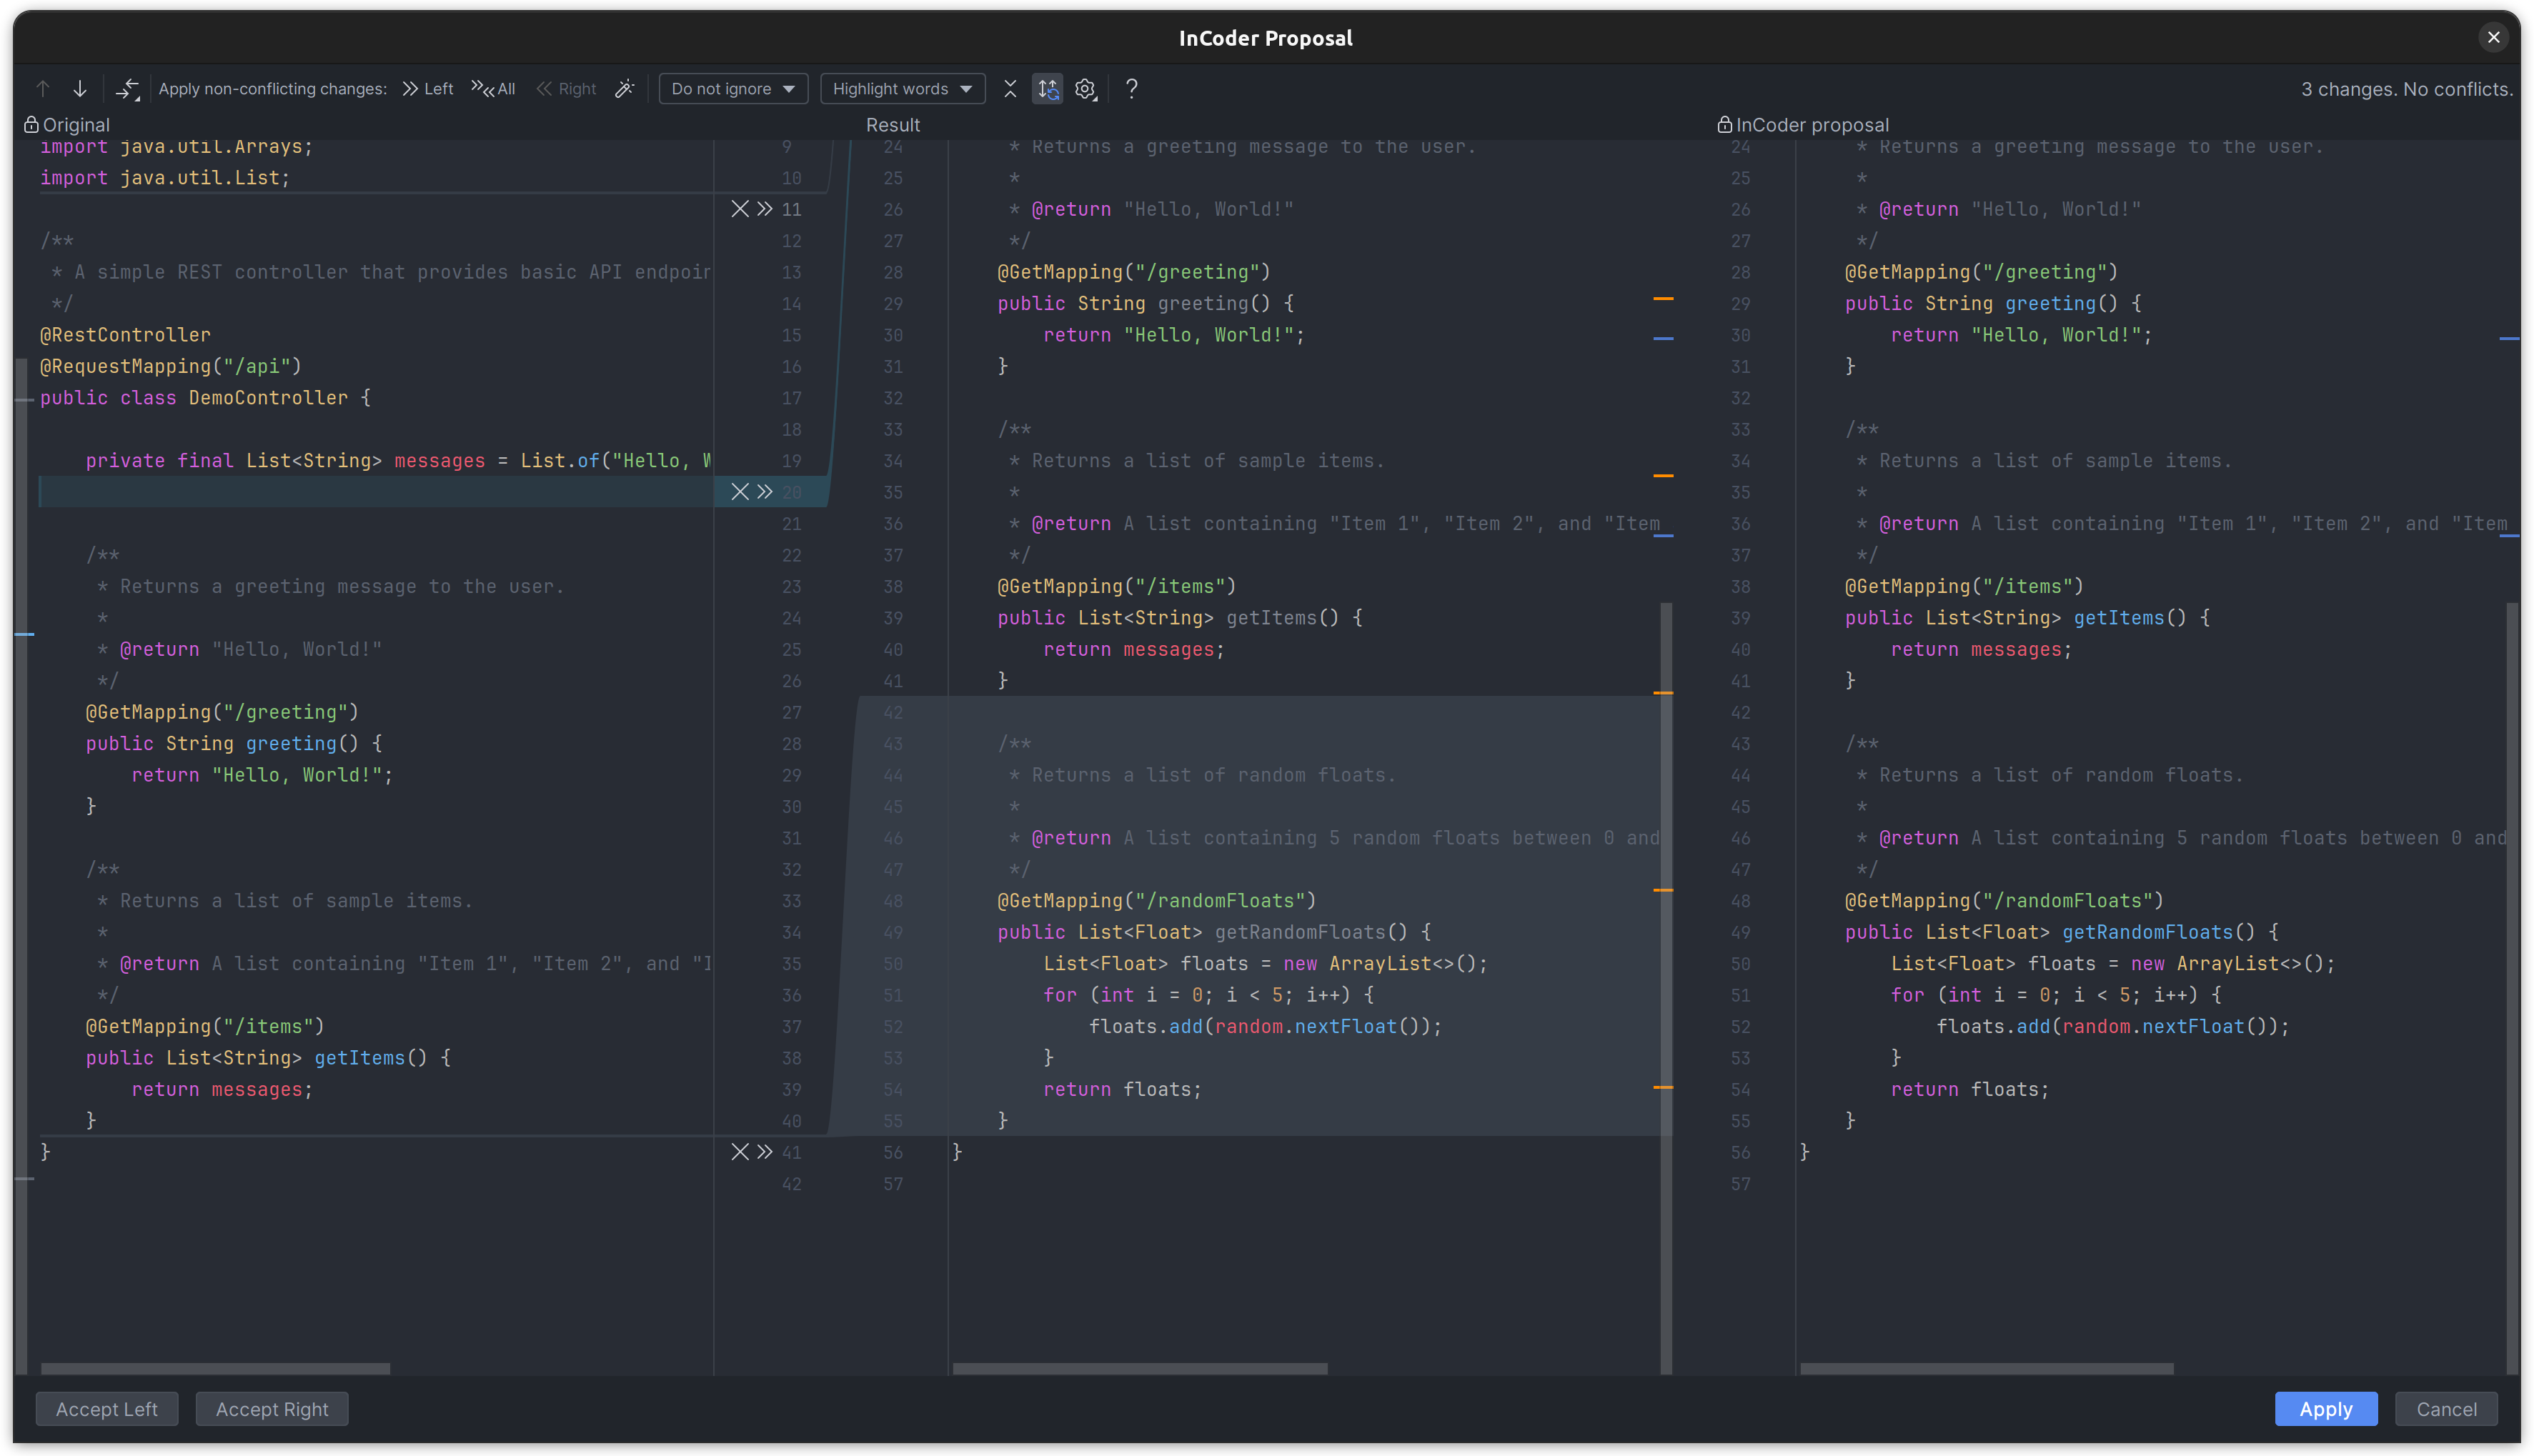 InCoder Proposal
Apply non-conflicting changes: Left All Right Do not ignore Highlight words ? 3 changes. No conflicts.
Original
import java.util.Arrays;
import java.util.List;
/**
* A simple REST controller that provides basic API
*/
@RestController
@RequestMapping("/api")
public class DemoController {
private final List<String> messages = List.of("Hello,
/**
* Returns a greeting message to the user.
*
* @return "Hello, World!"
*/
@GetMapping("/greeting")
public String greeting() {
return "Hello, World!";
}
/**
* Returns a list of sample items.
*
* @return A list containing "Item 1", "Item 2", and
*/
@GetMapping("/items")
public List<String> getItems() {
return messages;
}
}
9
10
11
12
13
14
15
16
17
18
19
20
21
22
23
24
25
26
27
28
29
30
31
32
33
34
35
36
37
38
39
40
41
42
Result
24 * Returns a greeting message to the user.
25 *
26 * @return "Hello, World!"
27 */
28 @GetMapping("/greeting")
29 public String greeting() {
30 return "Hello, World!";
31 }
32
33 /**
34 * Returns a list of sample items.
35 *
36 * @return A list containing "Item 1", "Item 2", and "Item
37 */
38 @GetMapping("/items")
39 public List<String> getItems() {
40 return messages;
41 }
42
43 /**
44 * Returns a list of random floats.
45 *
46 * @return A list containing 5 random floats between 0 and
47 */
48 @GetMapping("/randomFloats")
49 public List<Float> getRandomFloats() {
50 List<Float> floats = new ArrayList<>();
51 for (int i = 0; i < 5; i++) {
52 floats.add(random.nextFloat());
53 }
54 return floats;
55 }
56 }
57
InCoder proposal
24 * Returns a greeting message to the user.
25 *
26 * @return "Hello, World!"
27 */
28 @GetMapping("/greeting")
29 public String greeting() {
30 return "Hello, World!";
31 }
32
33 /**
34 * Returns a list of sample items.
35 *
36 * @return A list containing "Item 1", "Item 2", and "Item
37 */
38 @GetMapping("/items")
39 public List<String> getItems() {
40 return messages;
41 }
42
43 /**
44 * Returns a list of random floats.
45 *
46 * @return A list containing 5 random floats between 0 and
47 */
48 @GetMapping("/randomFloats")
49 public List<Float> getRandomFloats() {
50 List<Float> floats = new ArrayList<>();
51 for (int i = 0; i < 5; i++) {
52 floats.add(random.nextFloat());
53 }
54 return floats;
55 }
56 }
57
Accept Left Accept Right Apply Cancel